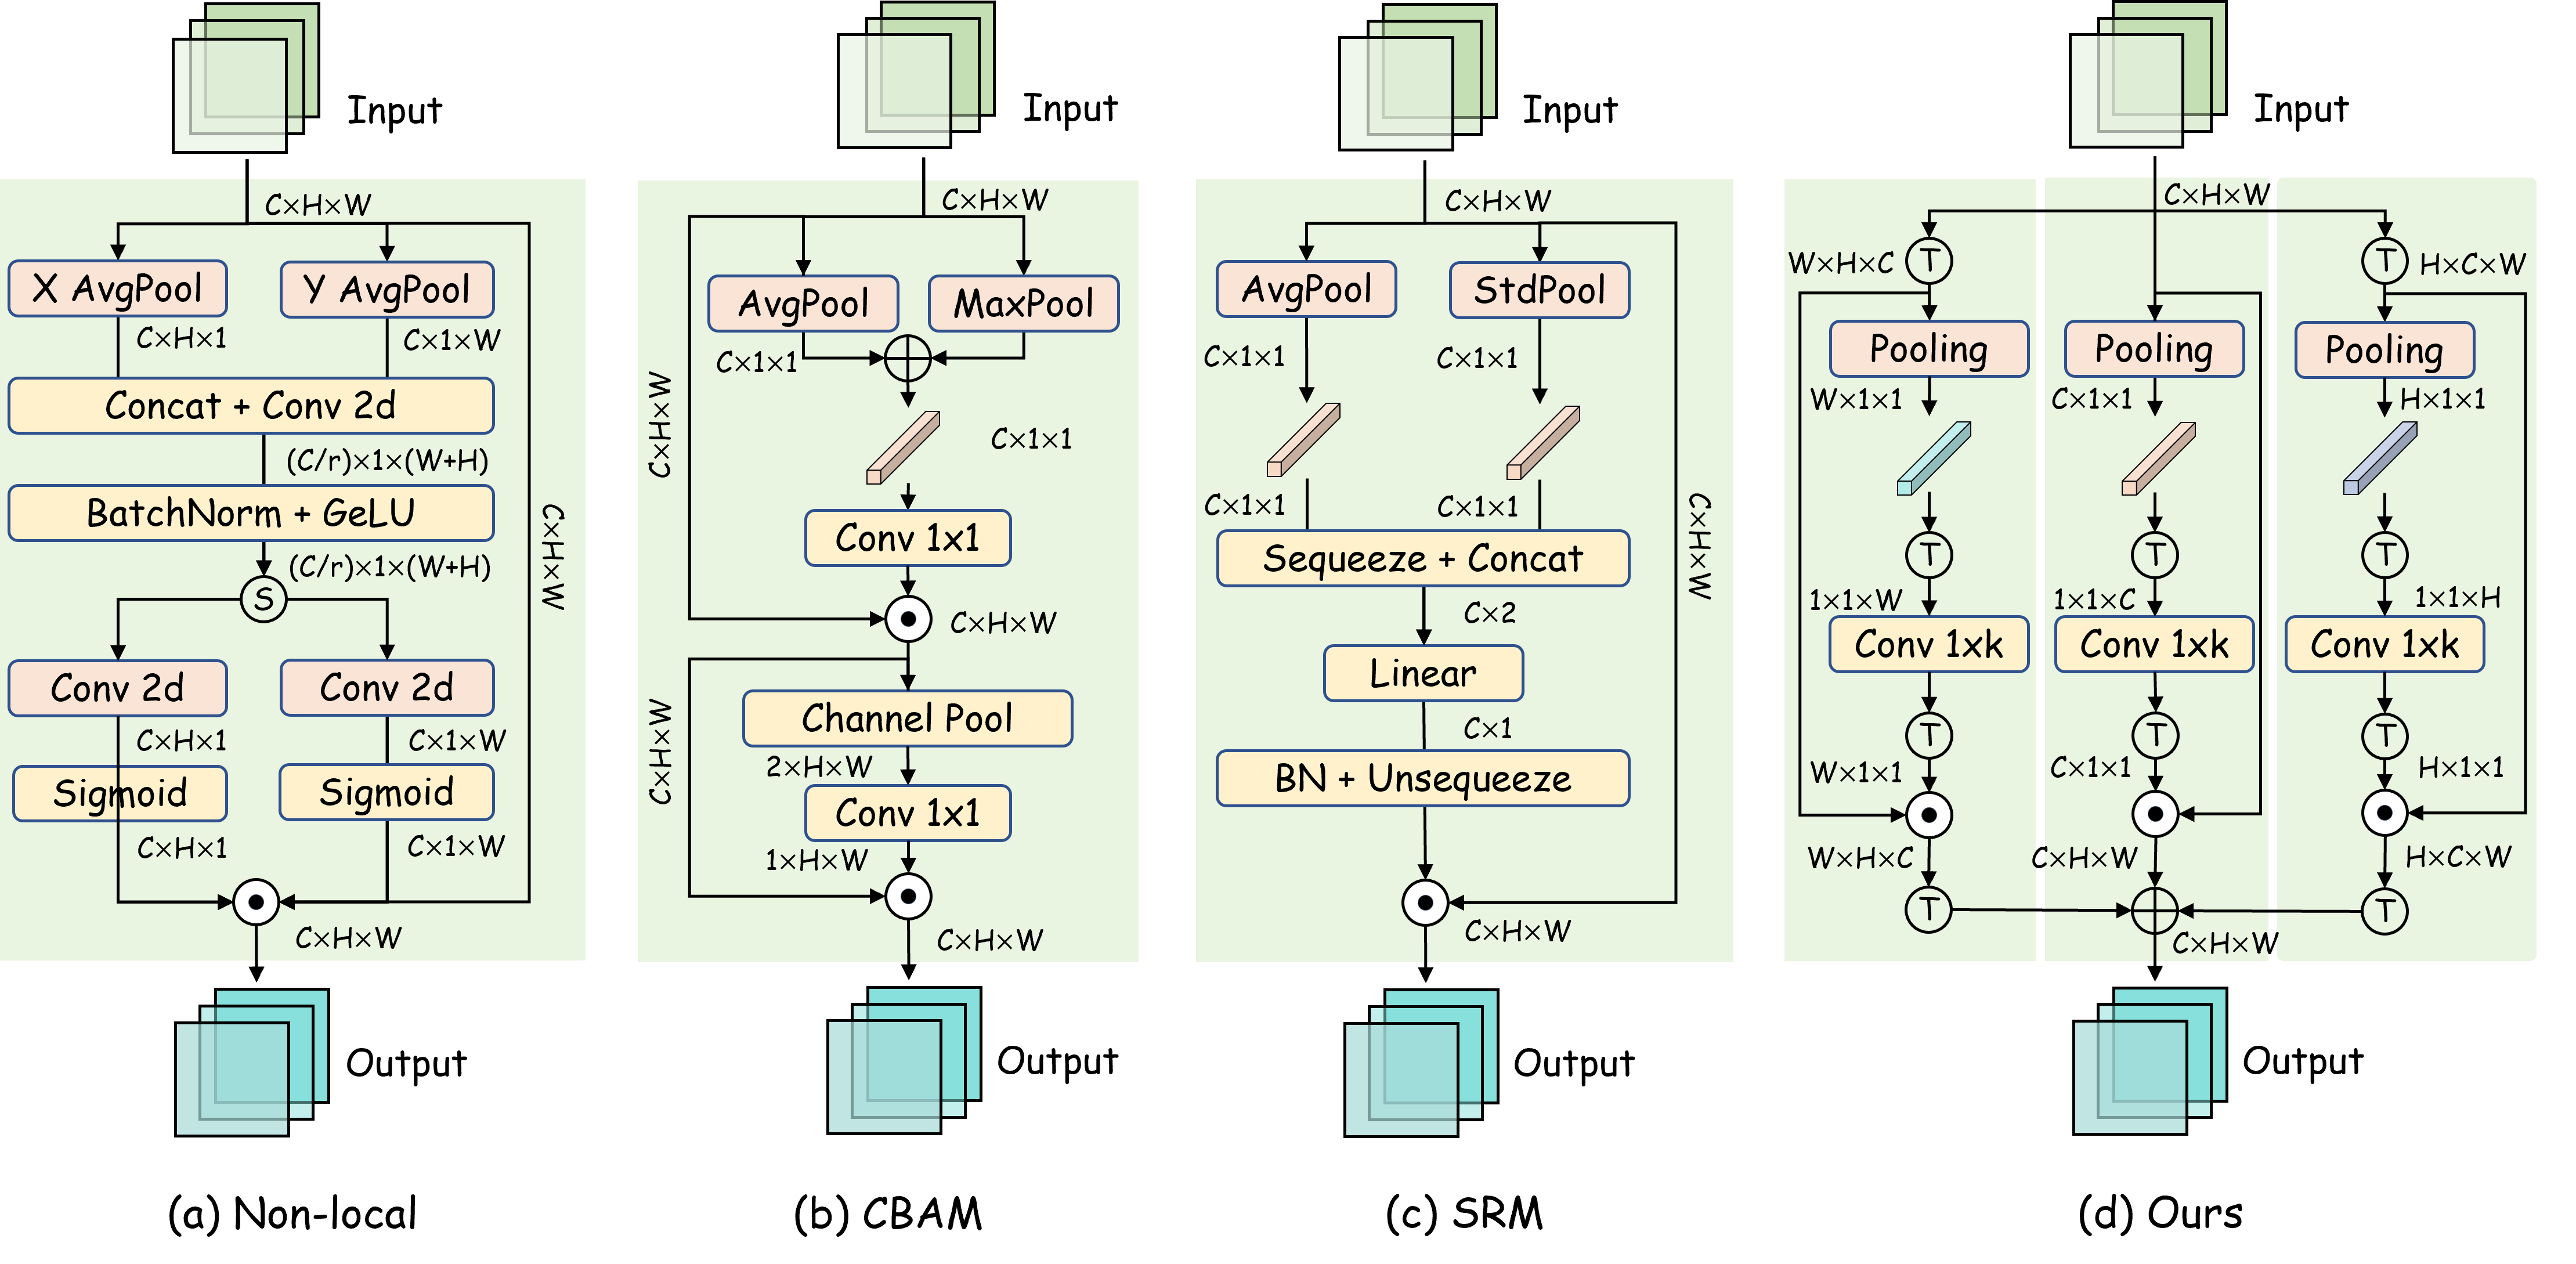 Input
C×H×W
X AvgPool
Y AvgPool
C×H×1
C×1×W
Concat + Conv 2d
(C/r)×1×(W+H)
BatchNorm + GeLU
(C/r)×1×(W+H)
S
C×H×W
Conv 2d
Conv 2d
C×H×1
C×1×W
Sigmoid
Sigmoid
C×H×1
C×1×W
C×H×W
Output
(a) Non-local
Input
C×H×W
AvgPool
MaxPool
C×1×1
C×H×W
C×1×1
Conv 1x1
C×H×W
C×H×W
Channel Pool
2×H×W
Conv 1x1
1×H×W
C×H×W
Output
(b) CBAM
Input
C×H×W
AvgPool
StdPool
C×1×1
C×1×1
C×1×1
C×1×1
Sequeeze + Concat
C×H×W
C×2
Linear
C×1
BN + Unsequeeze
C×H×W
Output
(c) SRM
Input
C×H×W
W×H×C
T
T
H×C×W
Pooling
Pooling
Pooling
W×1×1
C×1×1
H×1×1
T
T
T
1×1×W
1×1×C
1×1×H
Conv 1xk
Conv 1xk
Conv 1xk
T
T
T
W×1×1
C×1×1
H×1×1
W×H×C
C×H×W
H×C×W
T
T
C×H×W
Output
(d) Ours